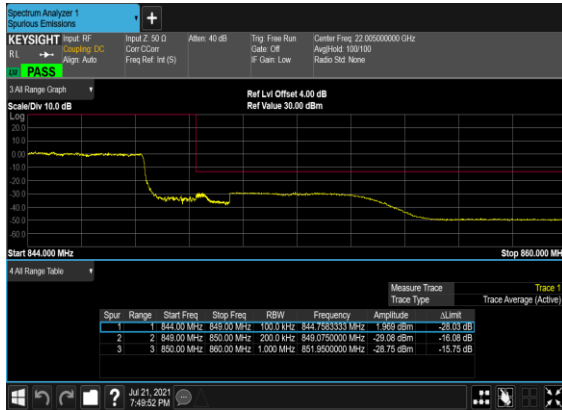 Spectrum Analyzer 1
Spurious Emissions
+
KEYSIGHT
RL
Input: RF
Coupling: DC
Align: Auto
Input Z: 50 Ω
Corr CCorr
Freq Ref: Int (S)
Atten: 40 dB
Trig: Free Run
Gate: Off
IF Gain: Low
Center Freq: 22.005000000 GHz
Avg|Hold: 100/100
Radio Std: None
PASS
3 All Range Graph
Scale/Div 10.0 dB
Ref Lvl Offset 4.00 dB
Ref Value 30.00 dBm
Log
20.0
10.0
0.00
-10.0
-20.0
-30.0
-40.0
-50.0
-60.0
Start 844.000 MHz
Stop 860.000 MH
4 All Range Table
Measure Trace Trace 1
Trace Type Trace Average (Active)
Spur Range Start Freq Stop Freq RBW Frequency Amplitude ΔLimit
1 1 844.00 MHz 849.00 MHz 100.0 kHz 844.7583333 MHz 1.969 dBm -28.03 dB
2 2 849.00 MHz 850.00 MHz 200.0 kHz 849.0750000 MHz -29.08 dBm -16.08 dB
3 3 850.00 MHz 860.00 MHz 1.000 MHz 851.9500000 MHz -28.75 dBm -15.75 dB
?
Jul 21, 2021
7:49:52 PM